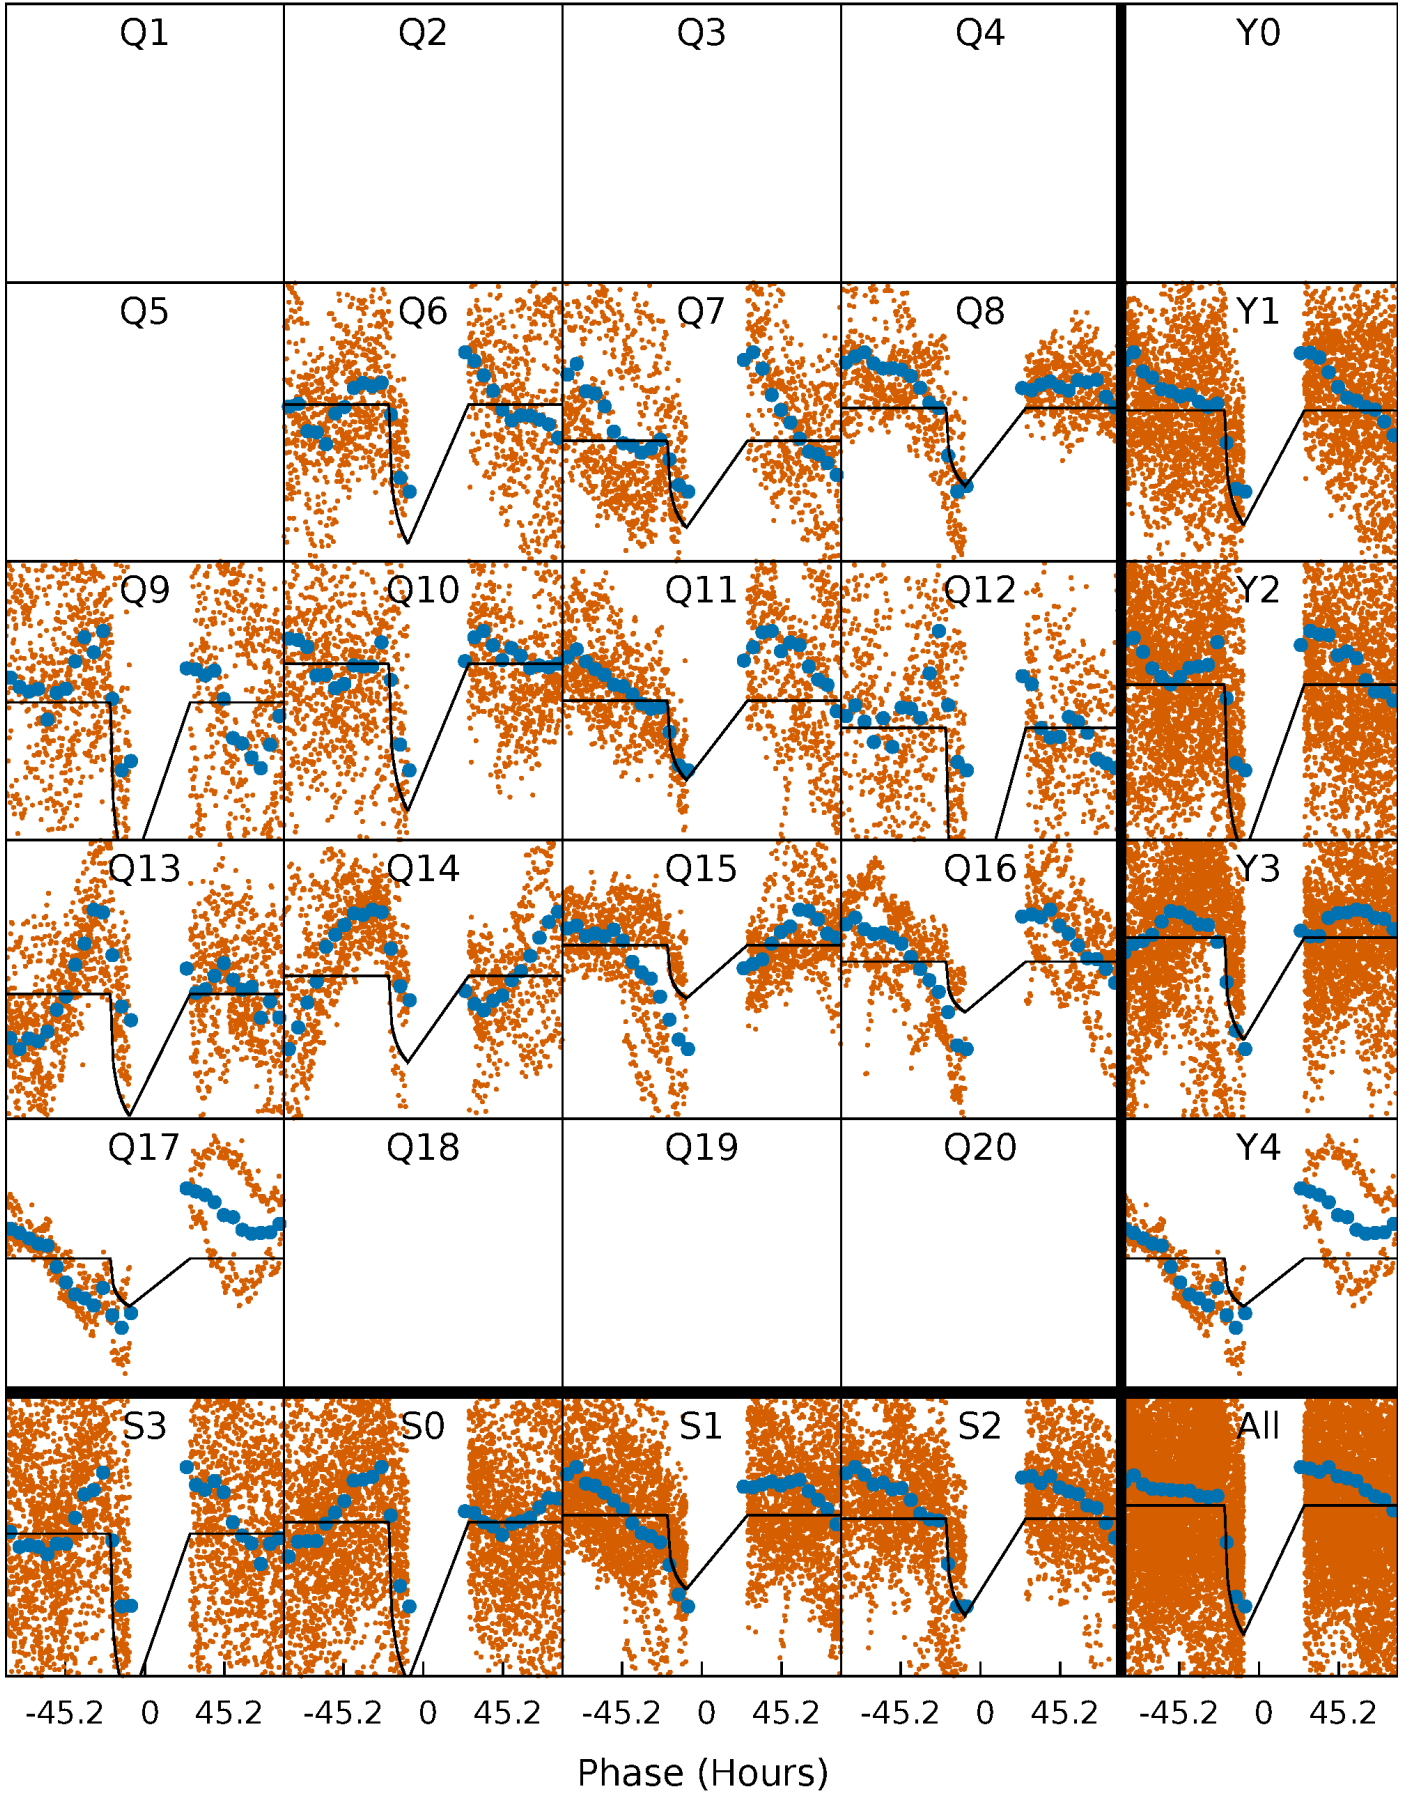 Q1 Q2 Q3 Q4 Y0
Q5 Q6 Q7 Q8 Y1
Q9 Q10 Q11 Q12 Y2
Q13 Q14 Q15 Q16 Y3
Q17 Q18 Q19 Q20 Y4
S3 S0 S1 S2 All
-45.2 0 45.2 -45.2 0 45.2 -45.2 0 45.2 -45.2 0 45.2 -45.2 0 45.2
Phase (Hours)